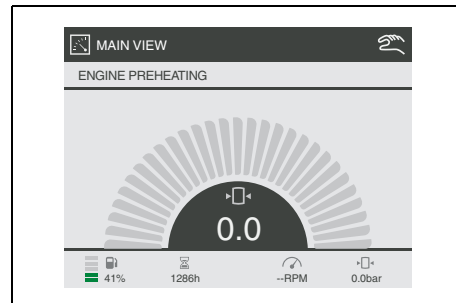 MAIN VIEW
ENGINE PREHEATING
0.0
41% 1286h --RPM 0.0bar